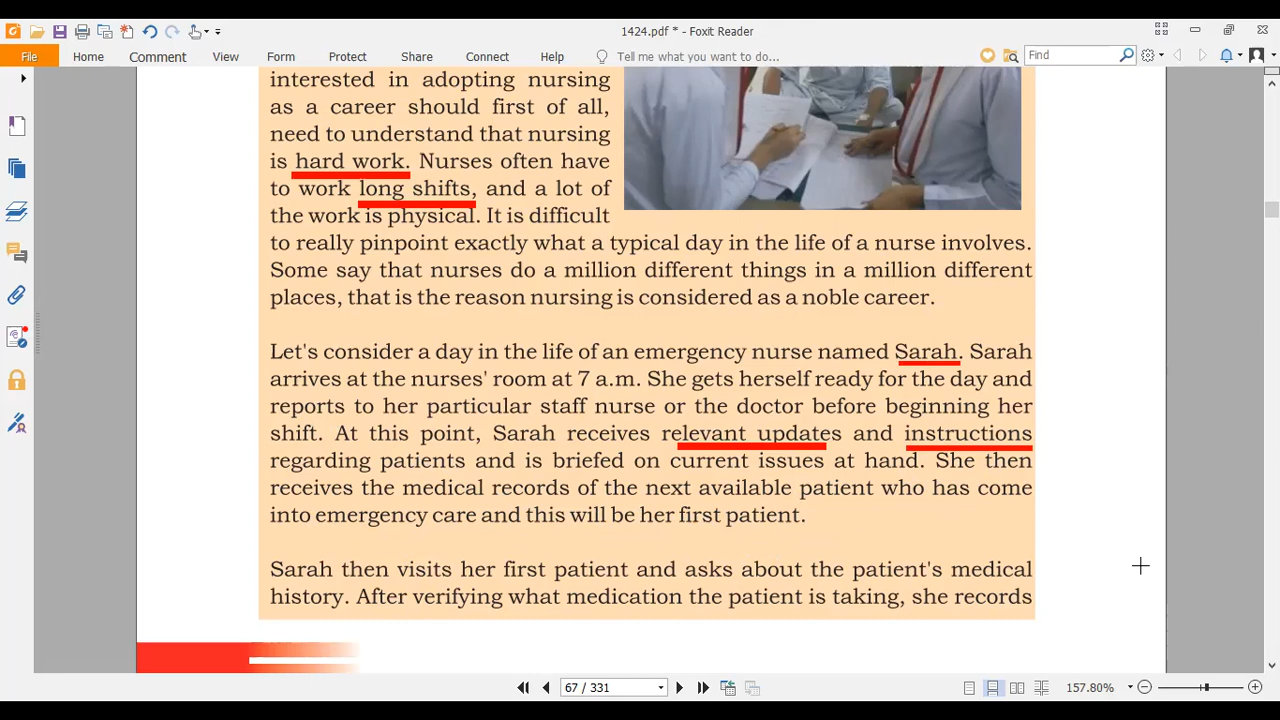 1424.pdf * - Foxit Reader
File Home Comment View Form Protect Share Connect Help Tell me what you want to do... Find
interested in adopting nursing
as a career should first of all,
need to understand that nursing
is hard work. Nurses often have
to work long shifts, and a lot of
the work is physical. It is difficult
to really pinpoint exactly what a typical day in the life of a nurse involves.
Some say that nurses do a million different things in a million different
places, that is the reason nursing is considered as a noble career.
Let's consider a day in the life of an emergency nurse named Sarah. Sarah
arrives at the nurses' room at 7 a.m. She gets herself ready for the day and
reports to her particular staff nurse or the doctor before beginning her
shift. At this point, Sarah receives relevant updates and instructions
regarding patients and is briefed on current issues at hand. She then
receives the medical records of the next available patient who has come
into emergency care and this will be her first patient.
Sarah then visits her first patient and asks about the patient's medical
history. After verifying what medication the patient is taking, she records
67 / 331 157.80%